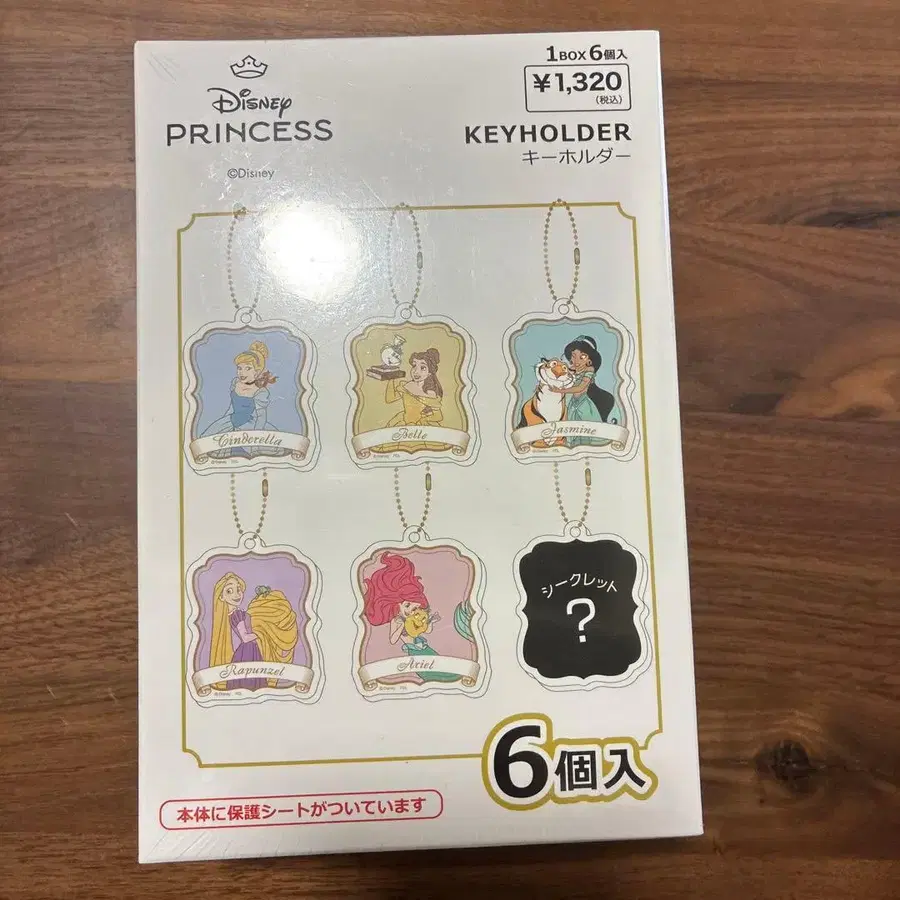 1BOX 6個入
¥1,320
(税込)
Disney
PRINCESS
©Disney
KEYHOLDER
キーホルダー
Cinderella
Belle
Jasmine
Rapunzel
Ariel
シークレット
?
6個入
本体に保護シートがついています